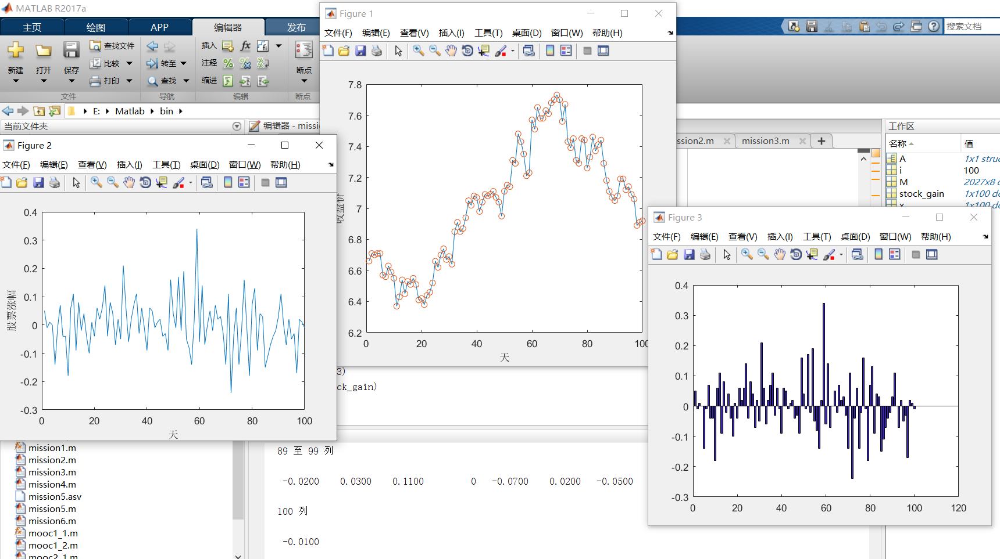 MATLAB R2017a
主页 绘图 APP 编辑器 发布
搜索文档
新建 打开 保存 查找文件 比较 打印 转至 查找 插入 fx 注释 缩进 断点
文件 导航 编辑 断点
E: Matlab bin
当前文件夹
编辑器 - missi
ssion2.m mission3.m
工作区
名称 值
A 1x1 struc
i 100
M 2027x8 d
stock_gain 1x100 do
x 1x100 do
Figure 1
文件(F) 编辑(E) 查看(V) 插入(I) 工具(T) 桌面(D) 窗口(W) 帮助(H)
7.8
7.6
7.4
7.2
7
6.8
6.6
6.4
6.2
收盘价
0 20 40 60 80 100
天
Figure 2
文件(F) 编辑(E) 查看(V) 插入(I) 工具(T) 桌面(D) 窗口(W) 帮助(H)
0.4
0.3
0.2
0.1
0
-0.1
-0.2
-0.3
股票涨幅
0 20 40 60 80 100
天
Figure 3
文件(F) 编辑(E) 查看(V) 插入(I) 工具(T) 桌面(D) 窗口(W) 帮助(H)
0.4
0.3
0.2
0.1
0
-0.1
-0.2
-0.3
0 20 40 60 80 100 120
3)
ck_gain)
mission1.m
mission2.m
mission3.m
mission4.m
mission5.asv
mission5.m
mission6.m
mooc1_1.m
mooc1_2.m
mooc2_1.m
89 至 99 列
-0.0200 0.0300 0.1100 0 -0.0700 0.0200 -0.0500
100 列
-0.0100